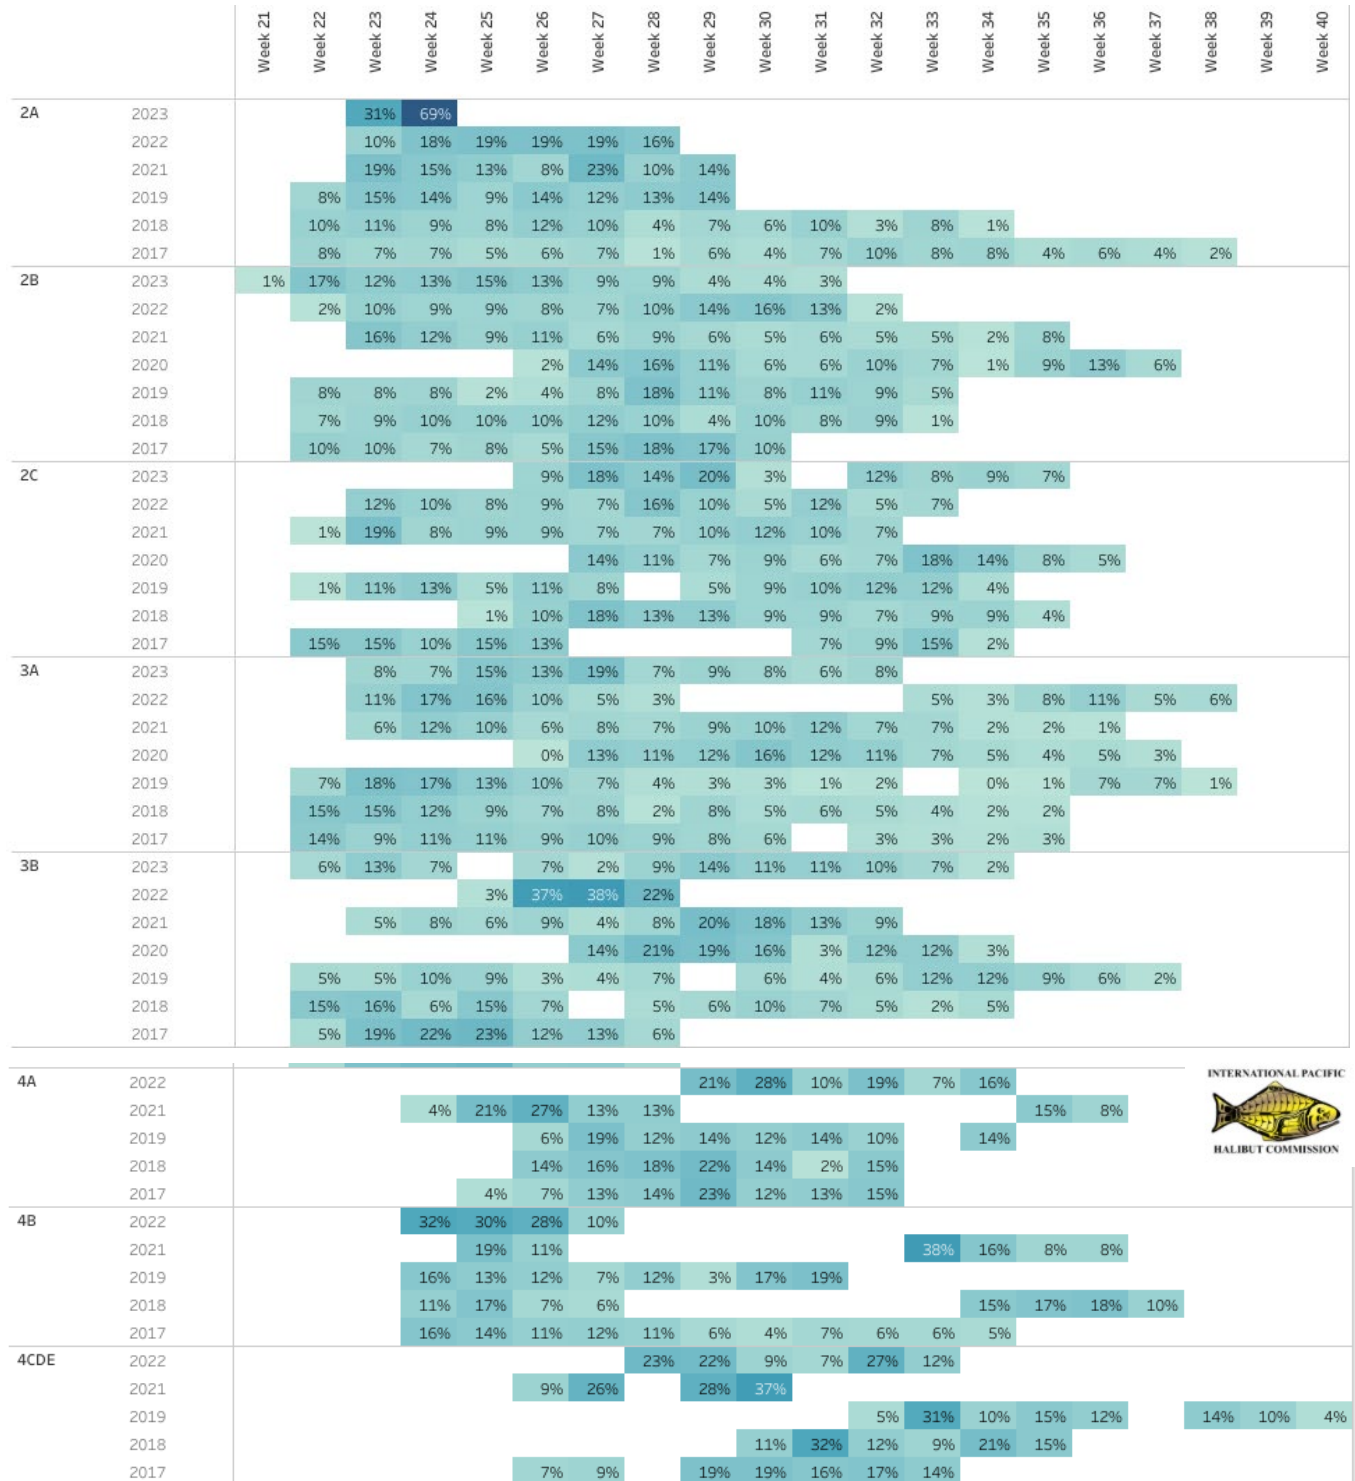 Week 21 Week 22 Week 23 Week 24 Week 25 Week 26 Week 27 Week 28 Week 29 Week 30 Week 31 Week 32 Week 33 Week 34 Week 35 Week 36 Week 37 Week 38 Week 39 Week 40
2A 2023 31% 69%
2022 10% 18% 19% 19% 19% 16%
2021 19% 15% 13% 8% 23% 10% 14%
2019 8% 15% 14% 9% 14% 12% 13% 14%
2018 10% 11% 9% 8% 12% 10% 4% 7% 6% 10% 3% 8% 1%
2017 8% 7% 7% 5% 6% 7% 1% 6% 4% 7% 10% 8% 8% 4% 6% 4% 2%
2B 2023 1% 17% 12% 13% 15% 13% 9% 9% 4% 4% 3%
2022 2% 10% 9% 9% 8% 7% 10% 14% 16% 13% 2%
2021 16% 12% 9% 11% 6% 9% 6% 5% 6% 5% 5% 2% 8%
2020 2% 14% 16% 11% 6% 6% 10% 7% 1% 9% 13% 6%
2019 8% 8% 8% 2% 4% 8% 18% 11% 8% 11% 9% 5%
2018 7% 9% 10% 10% 10% 12% 10% 4% 10% 8% 9% 1%
2017 10% 10% 7% 8% 5% 15% 18% 17% 10%
2C 2023 9% 18% 14% 20% 3% 12% 8% 9% 7%
2022 12% 10% 8% 9% 7% 16% 10% 5% 12% 5% 7%
2021 1% 19% 8% 9% 9% 7% 7% 10% 12% 10% 7%
2020 14% 11% 7% 9% 6% 7% 18% 14% 8% 5%
2019 1% 11% 13% 5% 11% 8% 5% 9% 10% 12% 12% 4%
2018 1% 10% 18% 13% 13% 9% 9% 7% 9% 9% 4%
2017 15% 15% 10% 15% 13% 7% 9% 15% 2%
3A 2023 8% 7% 15% 13% 19% 7% 9% 8% 6% 8%
2022 11% 17% 16% 10% 5% 3% 5% 3% 8% 11% 5% 6%
2021 6% 12% 10% 6% 8% 7% 9% 10% 12% 7% 7% 2% 2% 1%
2020 0% 13% 11% 12% 16% 12% 11% 7% 5% 4% 5% 3%
2019 7% 18% 17% 13% 10% 7% 4% 3% 3% 1% 2% 0% 1% 7% 7% 1%
2018 15% 15% 12% 9% 7% 8% 2% 8% 5% 6% 5% 4% 2% 2%
2017 14% 9% 11% 11% 9% 10% 9% 8% 6% 3% 3% 2% 3%
3B 2023 6% 13% 7% 7% 2% 9% 14% 11% 11% 10% 7% 2%
2022 3% 37% 38% 22%
2021 5% 8% 6% 9% 4% 8% 20% 18% 13% 9%
2020 14% 21% 19% 16% 3% 12% 12% 3%
2019 5% 5% 10% 9% 3% 4% 7% 6% 4% 6% 12% 12% 9% 6% 2%
2018 15% 16% 6% 15% 7% 5% 6% 10% 7% 5% 2% 5%
2017 5% 19% 22% 23% 12% 13% 6%
INTERNATIONAL PACIFIC
HALIBUT COMMISSION
4A 2022 21% 28% 10% 19% 7% 16%
2021 4% 21% 27% 13% 13% 15% 8%
2019 6% 19% 12% 14% 12% 14% 10% 14%
2018 14% 16% 18% 22% 14% 2% 15%
2017 4% 7% 13% 14% 23% 12% 13% 15%
4B 2022 32% 30% 28% 10%
2021 19% 11% 38% 16% 8% 8%
2019 16% 13% 12% 7% 12% 3% 17% 19%
2018 11% 17% 7% 6% 15% 17% 18% 10%
2017 16% 14% 11% 12% 11% 6% 4% 7% 6% 6% 5%
4CDE 2022 23% 22% 9% 7% 27% 12%
2021 9% 26% 28% 37%
2019 5% 31% 10% 15% 12% 14% 10% 4%
2018 11% 32% 12% 9% 21% 15%
2017 7% 9% 19% 19% 16% 17% 14%